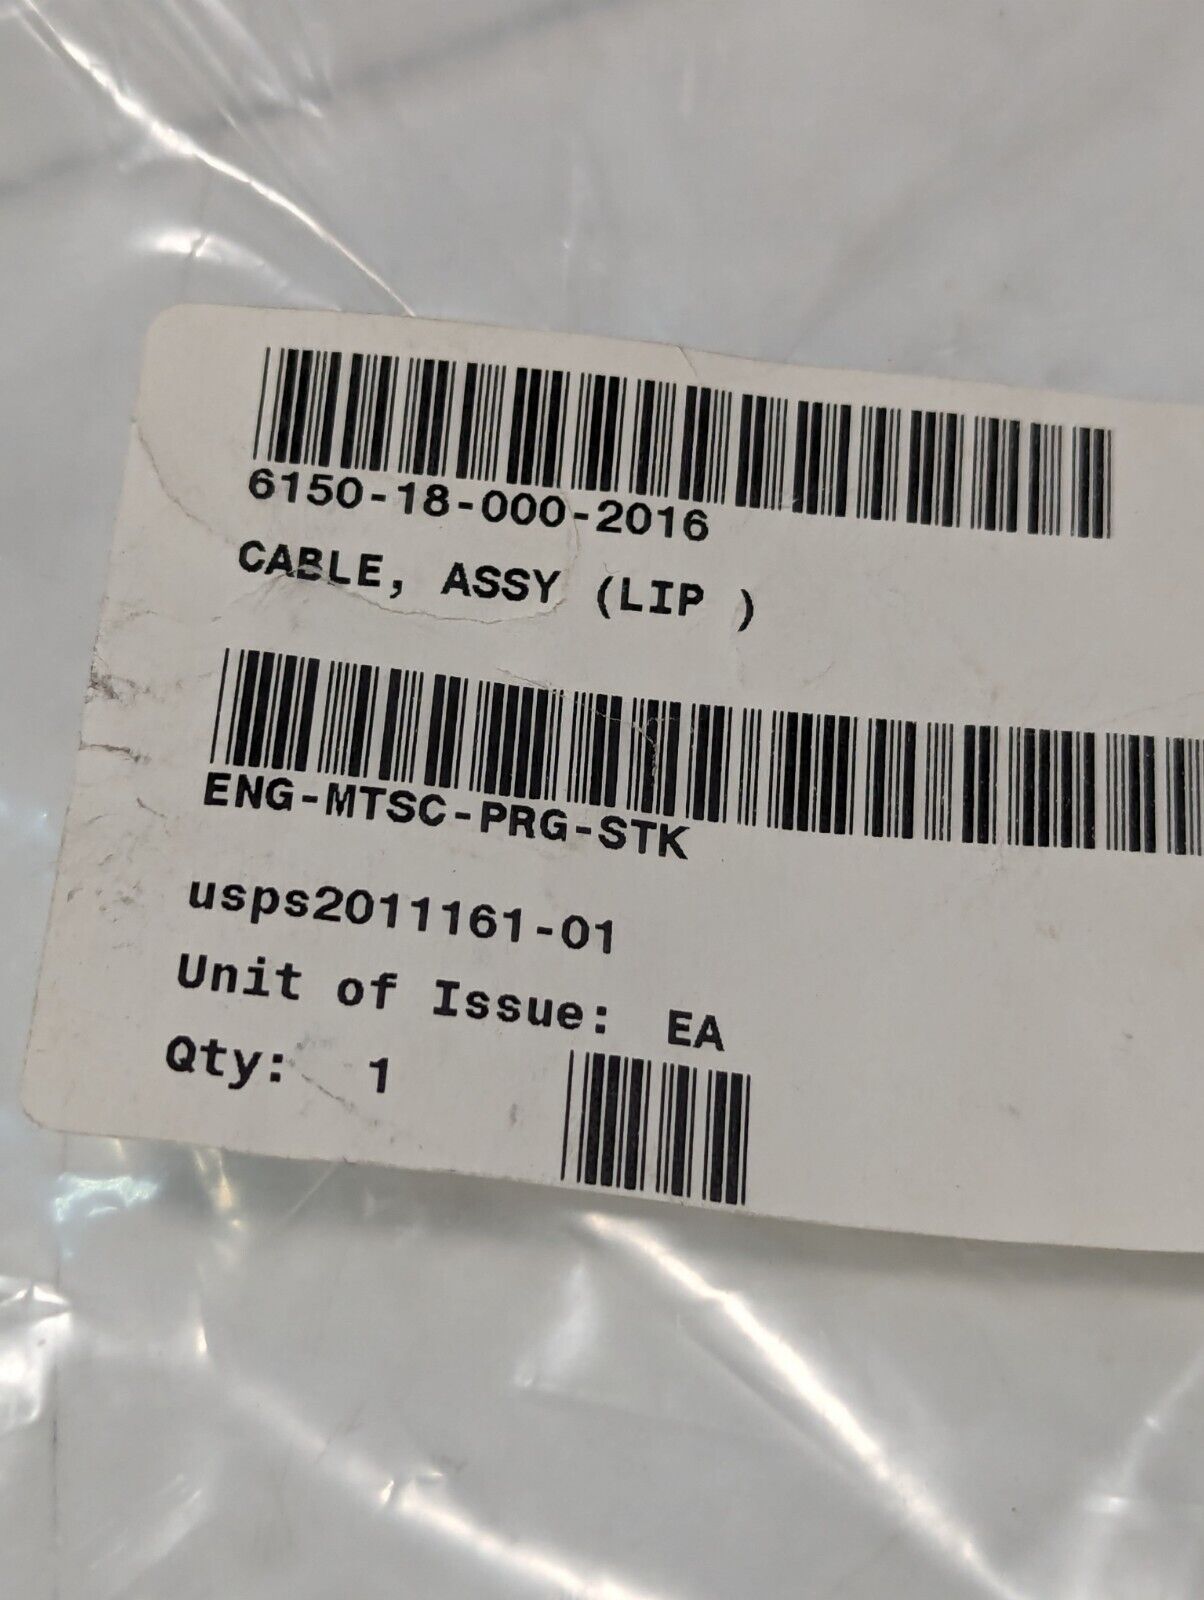 6150-18-000-2016
CABLE, ASSY (LIP )
ENG-MTSC-PRG-STK
usps2011161-01
Unit of Issue: EA
Qty: 1